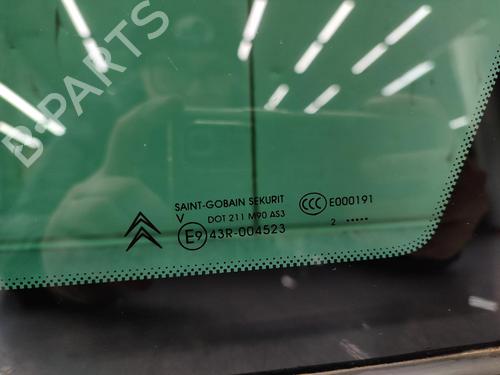 B-PARTS
SAINT-GOBAIN SEKURIT
V DOT 211 M90 AS3
E9 43R-004523
CCC E000191
2 .....